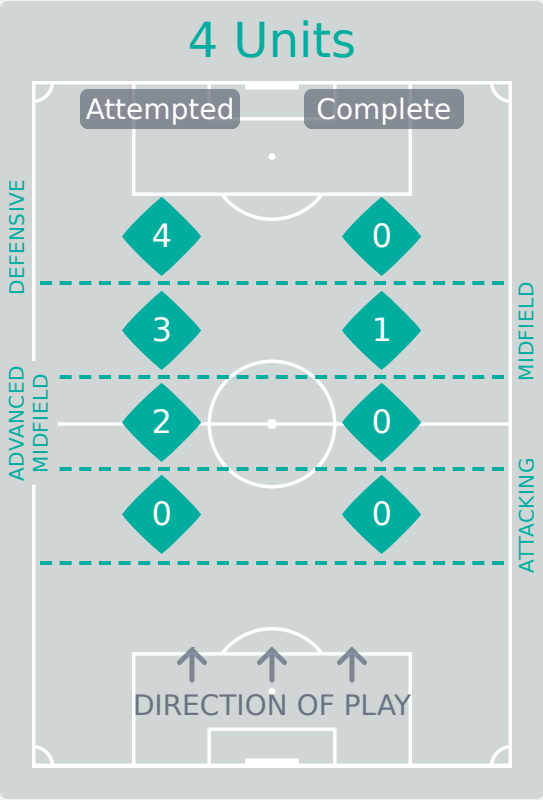 4 Units
Attempted
Complete
DEFENSIVE
4
0
MIDFIELD
3
1
ADVANCED
MIDFIELD
2
0
ATTACKING
0
0
DIRECTION OF PLAY